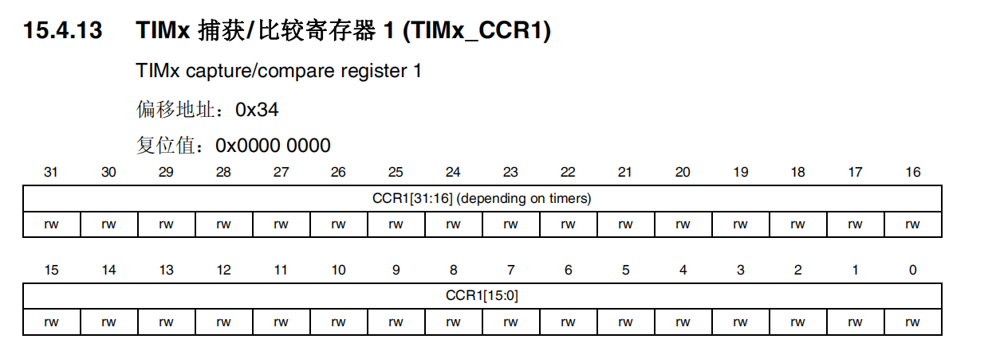 15.4.13 TIMx 捕获/比较寄存器 1 (TIMx_CCR1)
TIMx capture/compare register 1
偏移地址：0x34
复位值：0x0000 0000
31 30 29 28 27 26 25 24 23 22 21 20 19 18 17 16
CCR1[31:16] (depending on timers)
rw rw rw rw rw rw rw rw rw rw rw rw rw rw rw rw
15 14 13 12 11 10 9 8 7 6 5 4 3 2 1 0
CCR1[15:0]
rw rw rw rw rw rw rw rw rw rw rw rw rw rw rw rw